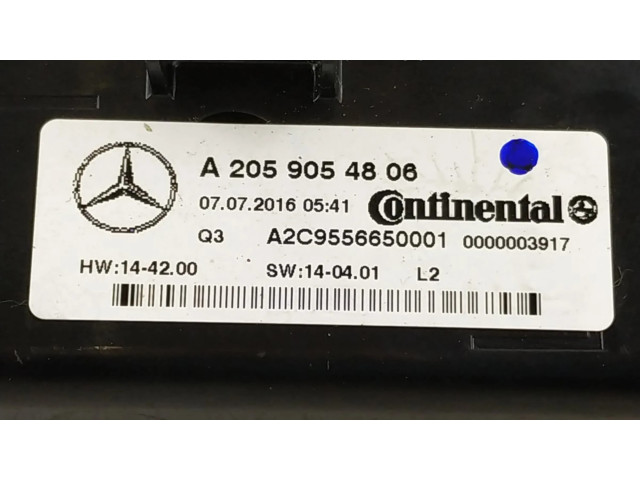 A 205 905 48 06
07.07.2016 05:41 Continental
Q3 A2C9556650001 0000003917
HW:14-42.00 SW:14-04.01 L2